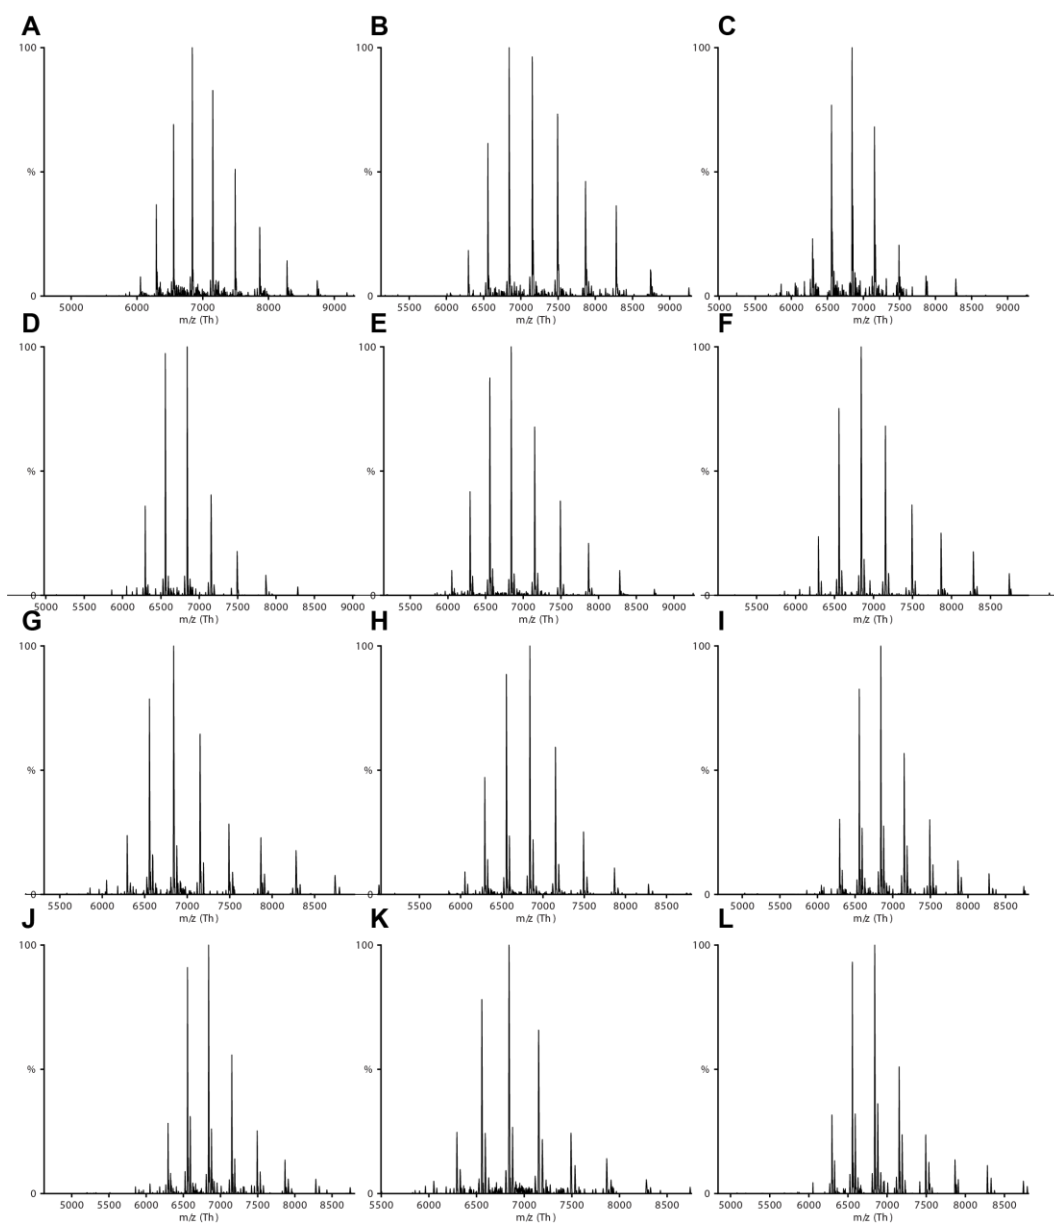 A B C
100 100 100
% % %
0 0 0
5000 6000 7000 8000 9000 5500 6000 6500 7000 7500 8000 8500 9000 5000 5500 6000 6500 7000 7500 8000 8500 9000
m/z (Th) m/z (Th) m/z (Th)
D E F
100 100 100
% % %
0 0 0
5000 5500 6000 6500 7000 7500 8000 8500 9000 5500 6000 6500 7000 7500 8000 8500 9000 5500 6000 6500 7000 7500 8000 8500
m/z (Th) m/z (Th) m/z (Th)
G H I
100 100 100
% % %
0 0 0
5500 6000 6500 7000 7500 8000 8500 5500 6000 6500 7000 7500 8000 8500 5000 5500 6000 6500 7000 7500 8000 8500
m/z (Th) m/z (Th) m/z (Th)
J K L
100 100 100
% % %
0 0 0
5000 5500 6000 6500 7000 7500 8000 8500 5500 6000 6500 7000 7500 8000 8500 5000 5500 6000 6500 7000 7500 8000 8500
m/z (Th) m/z (Th) m/z (Th)